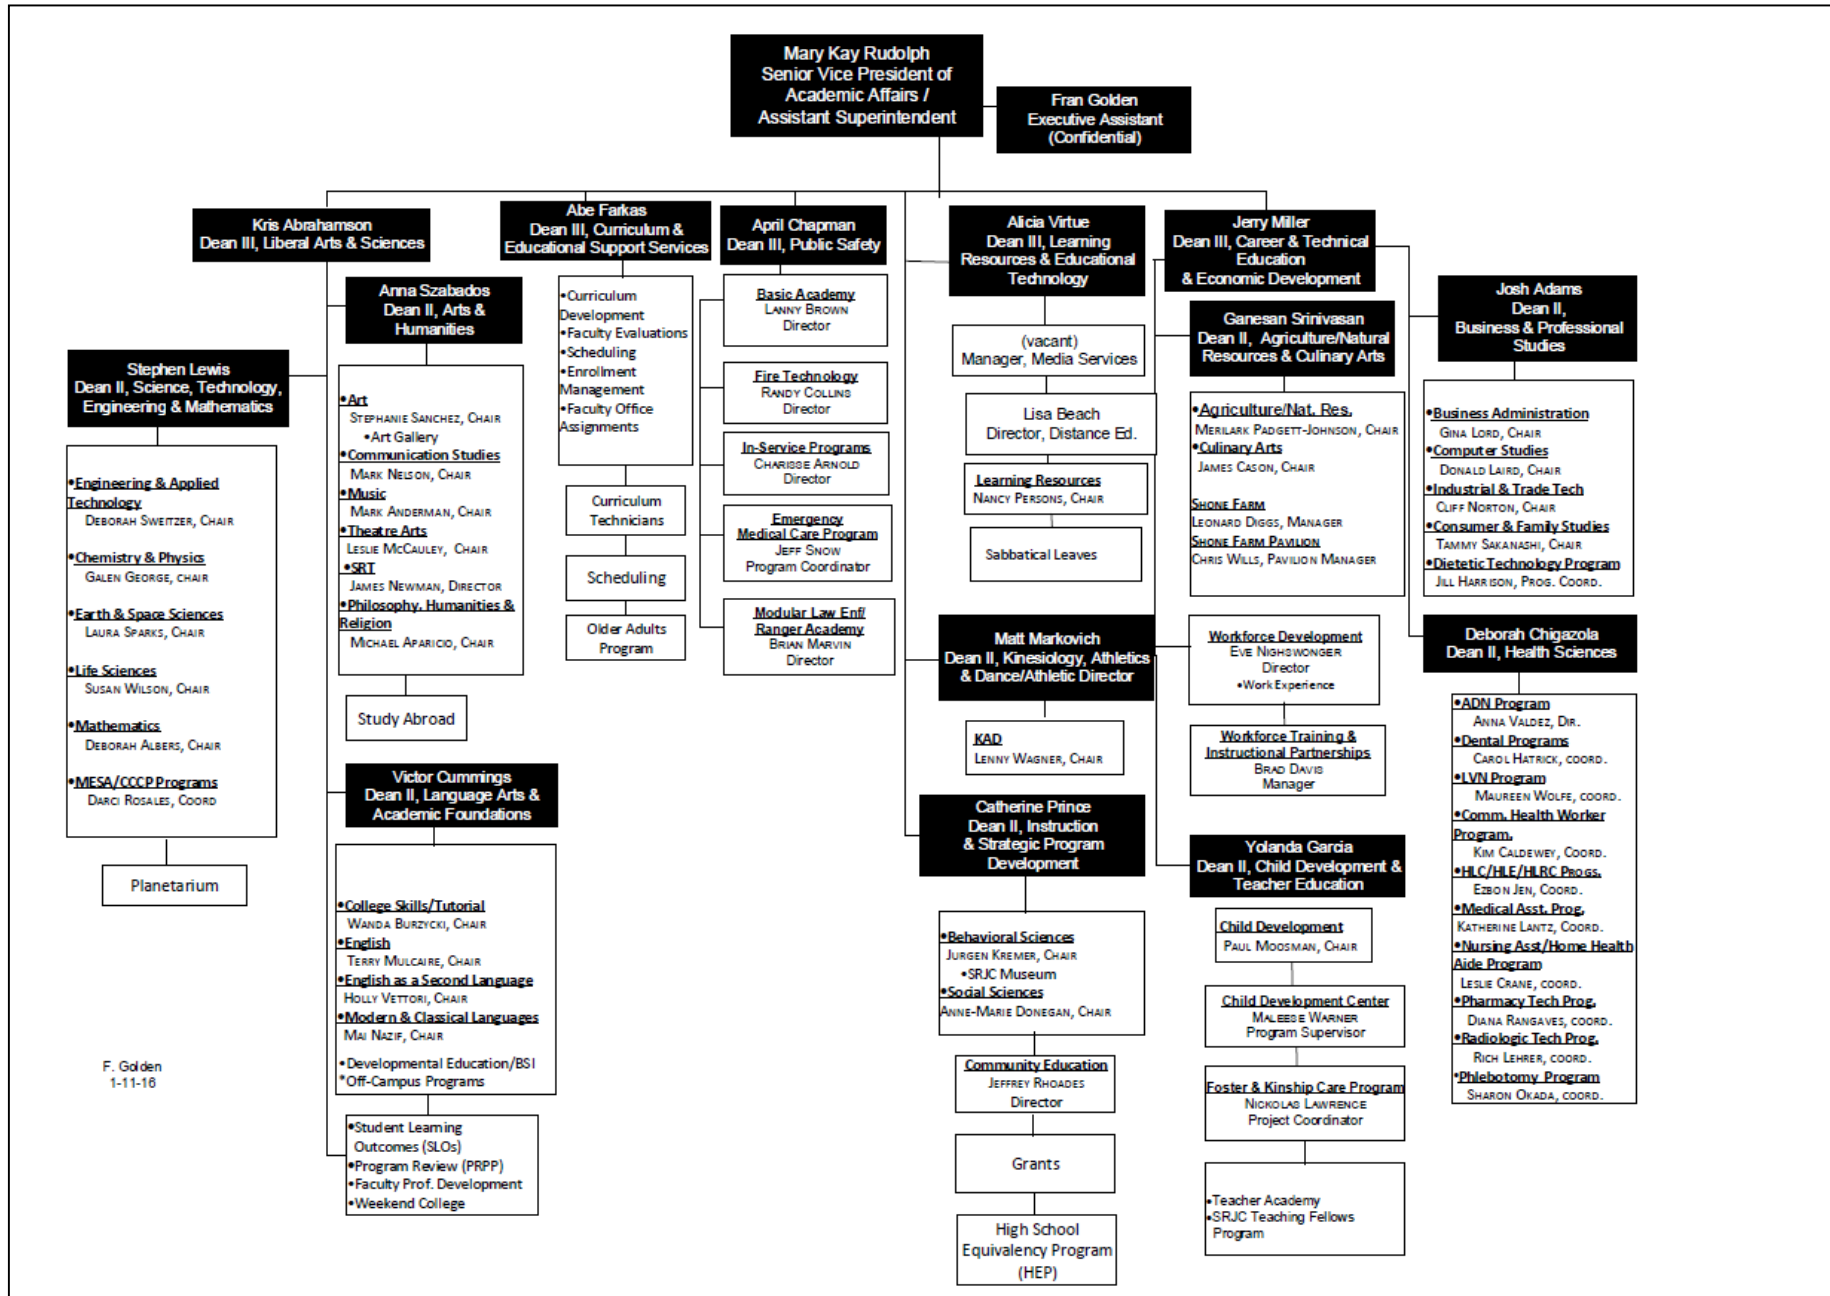 Mary Kay Rudolph
Senior Vice President of
Academic Affairs /
Assistant Superintendent
Fran Golden
Executive Assistant
(Confidential)
Kris Abrahamson
Dean III, Liberal Arts & Sciences
Abe Farkas
Dean III, Curriculum &
Educational Support Services
April Chapman
Dean III, Public Safety
Alicia Virtue
Dean III, Learning
Resources & Educational
Technology
Jerry Miller
Dean III, Career & Technical
Education
& Economic Development
Anna Szabados
Dean II, Arts &
Humanities
Stephen Lewis
Dean II, Science, Technology,
Engineering & Mathematics
•Engineering & Applied
Technology
DEBORAH SWEITZER, CHAIR
•Chemistry & Physics
GALEN GEORGE, CHAIR
•Earth & Space Sciences
LAURA SPARKS, CHAIR
•Life Sciences
SUSAN WILSON, CHAIR
•Mathematics
DEBORAH ALBERS, CHAIR
•MESA/CCCP Programs
DARCI ROSALES, COORD
Planetarium
•Art
STEPHANIE SANCHEZ, CHAIR
•Art Gallery
•Communication Studies
MARK NELSON, CHAIR
•Music
MARK ANDERMAN, CHAIR
•Theatre Arts
LESLIE MCCAULEY, CHAIR
•SRT
JAMES NEWMAN, DIRECTOR
•Philosophy, Humanities &
Religion
MICHAEL APARICIO, CHAIR
Study Abroad
Victor Cummings
Dean II, Language Arts &
Academic Foundations
•College Skills/Tutorial
WANDA BURZYCKI, CHAIR
•English
TERRY MULCAIRE, CHAIR
•English as a Second Language
HOLLY VETTORI, CHAIR
•Modern & Classical Languages
MAI NAZIF, CHAIR
•Developmental Education/BSI
*Off-Campus Programs
•Student Learning
Outcomes (SLOs)
•Program Review (PRPP)
•Faculty Prof. Development
•Weekend College
•Curriculum
Development
•Faculty Evaluations
•Scheduling
•Enrollment
Management
•Faculty Office
Assignments
Curriculum
Technicians
Scheduling
Older Adults
Program
Basic Academy
LANNY BROWN
Director
Fire Technology
RANDY COLLINS
Director
In-Service Programs
CHARISSE ARNOLD
Director
Emergency
Medical Care Program
JEFF SNOW
Program Coordinator
Modular Law Enf/
Ranger Academy
BRIAN MARVIN
Director
(vacant)
Manager, Media Services
Lisa Beach
Director, Distance Ed.
Learning Resources
NANCY PERSONS, CHAIR
Sabbatical Leaves
Matt Markovich
Dean II, Kinesiology, Athletics
& Dance/Athletic Director
KAD
LENNY WAGNER, CHAIR
Catherine Prince
Dean II, Instruction
& Strategic Program
Development
•Behavioral Sciences
JURGEN KREMER, CHAIR
•SRJC Museum
•Social Sciences
ANNE-MARIE DONEGAN, CHAIR
Community Education
JEFFREY RHOADES
Director
Grants
High School
Equivalency Program
(HEP)
Ganesan Srinivasan
Dean II, Agriculture/Natural
Resources & Culinary Arts
•Agriculture/Nat. Res.
MERILARK PADGETT-JOHNSON, CHAIR
•Culinary Arts
JAMES CASON, CHAIR
SHONE FARM
LEONARD DIGGS, MANAGER
SHONE FARM PAVILION
CHRIS WILLS, PAVILION MANAGER
Workforce Development
EVE NIGHSWONGER
Director
•Work Experience
Workforce Training &
Instructional Partnerships
BRAD DAVIS
Manager
Yolanda Garcia
Dean II, Child Development &
Teacher Education
Child Development
PAUL MOOSMAN, CHAIR
Child Development Center
MALEESE WARNER
Program Supervisor
Foster & Kinship Care Program
NICKOLAS LAWRENCE
Project Coordinator
•Teacher Academy
•SRJC Teaching Fellows
Program
Josh Adams
Dean II,
Business & Professional
Studies
•Business Administration
GINA LORD, CHAIR
•Computer Studies
DONALD LAIRD, CHAIR
•Industrial & Trade Tech
CLIFF NORTON, CHAIR
•Consumer & Family Studies
TAMMY SAKANASHI, CHAIR
•Dietetic Technology Program
JILL HARRISON, PROG. COORD.
Deborah Chigazola
Dean II, Health Sciences
•ADN Program
ANNA VALDEZ, DIR.
•Dental Programs
CAROL HATRICK, COORD.
•LVN Program
MAUREEN WOLFE, COORD.
•Comm. Health Worker
Program.
KIM CALDEWEY, COORD.
•HLC/HLE/HLRC PROGS.
EZBON JEN, COORD.
•Medical Asst. Prog.
KATHERINE LANTZ, COORD.
•Nursing Asst/Home Health
Aide Program
LESLIE CRANE, COORD.
•Pharmacy Tech Prog.
DIANA RANGAVES, COORD.
•Radiologic Tech Prog.
RICH LEHRER, COORD.
•Phlebotomy Program
SHARON OKADA, COORD.
F. Golden
1-11-16